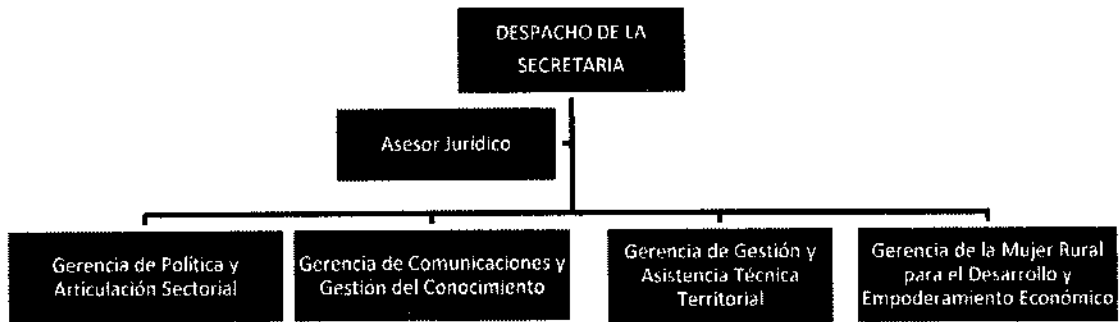 DESPACHO DE LA
SECRETARIA
Asesor Jurídico
Gerencia de Política y
Articulación Sectorial
Gerencia de Comunicaciones y
Gestión del Conocimiento
Gerencia de Gestión y
Asistencia Técnica
Territorial
Gerencia de la Mujer Rural
para el Desarrollo y
Empoderamiento Económico